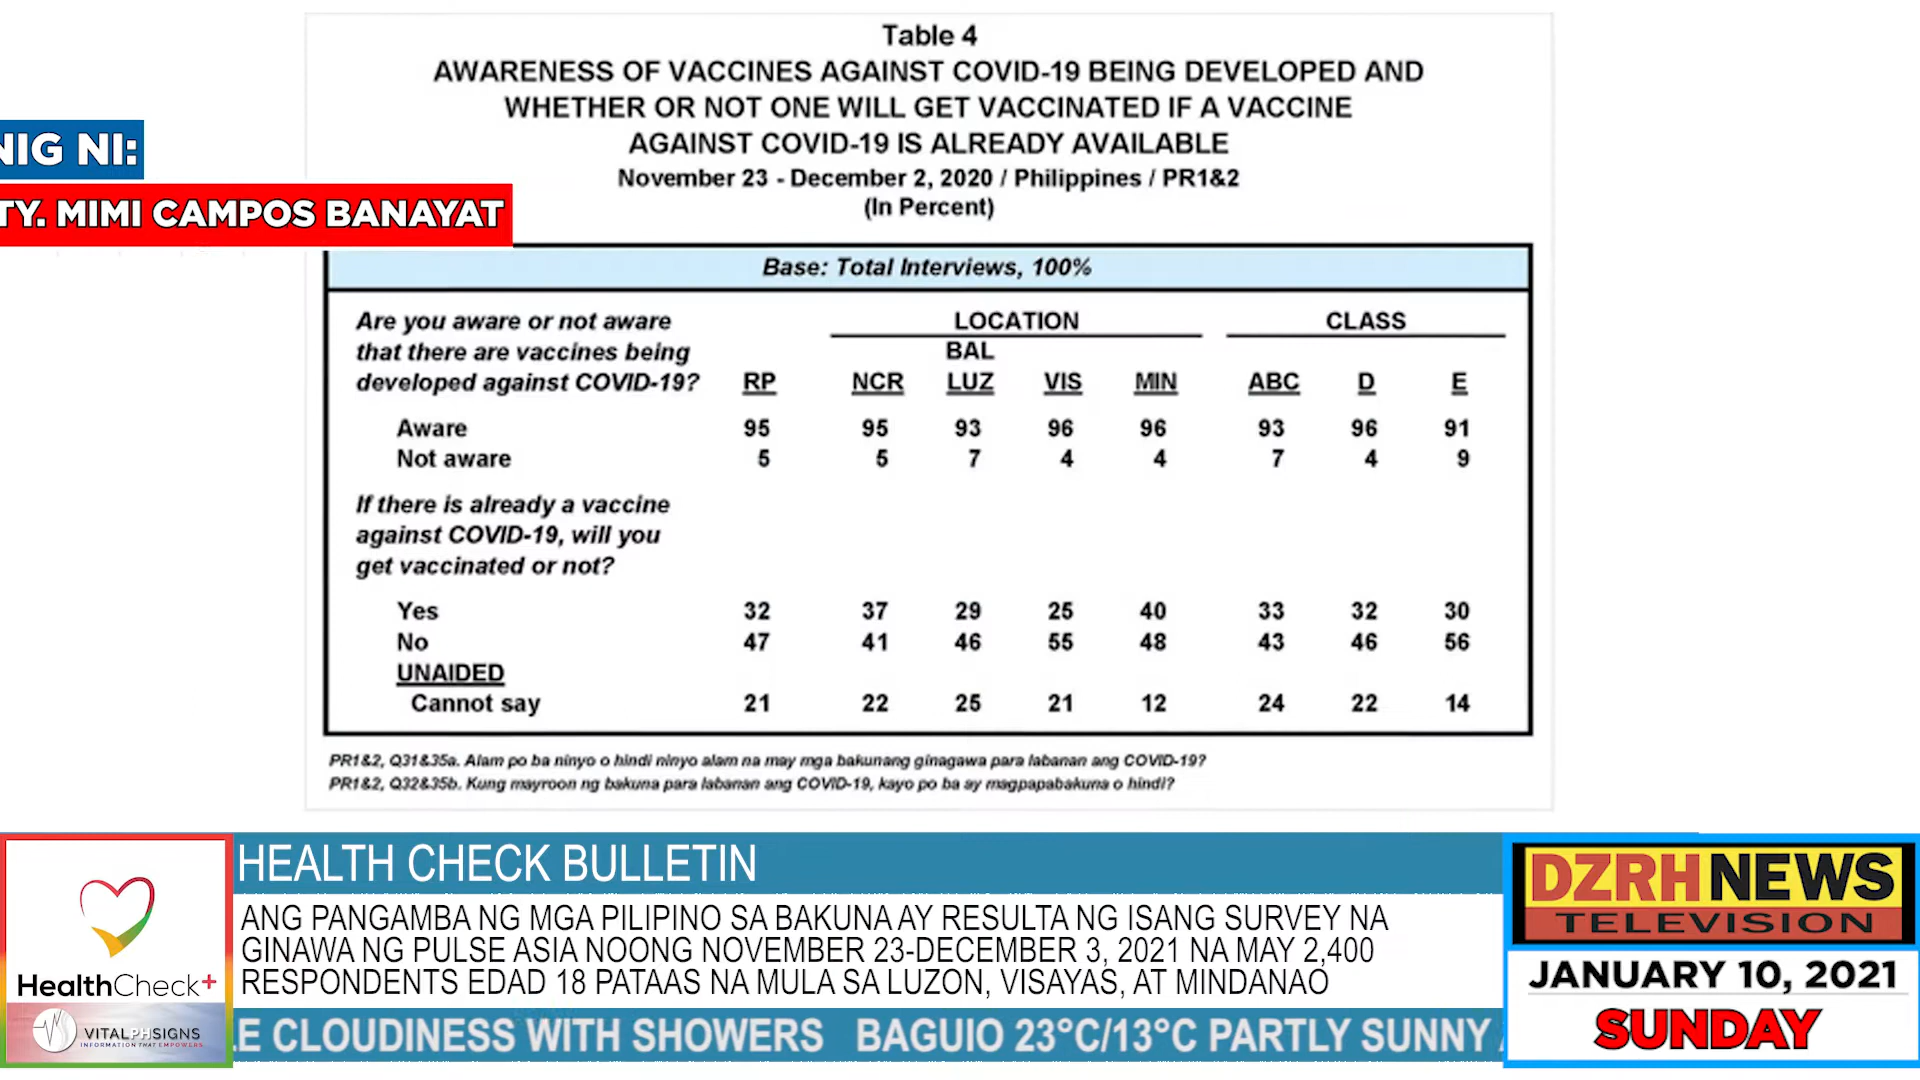 Table 4
AWARENESS OF VACCINES AGAINST COVID-19 BEING DEVELOPED AND
WHETHER OR NOT ONE WILL GET VACCINATED IF A VACCINE
AGAINST COVID-19 IS ALREADY AVAILABLE
November 23 - December 2, 2020 / Philippines / PR1&2
(In Percent)
NIG NI:
TY. MIMI CAMPOS BANAYAT
Base: Total Interviews, 100%
Are you aware or not aware LOCATION CLASS
that there are vaccines being BAL
developed against COVID-19? RP NCR LUZ VIS MIN ABC D E
Aware 95 95 93 96 96 93 96 91
Not aware 5 5 7 4 4 7 4 9
If there is already a vaccine
against COVID-19, will you
get vaccinated or not?
Yes 32 37 29 25 40 33 32 30
No 47 41 46 55 48 43 46 56
UNAIDED
Cannot say 21 22 25 21 12 24 22 14
PR1&2, Q31&35a. Alam po ba ninyo o hindi ninyo alam na may mga bakunang ginagawa para labanan ang COVID-19?
PR1&2, Q32&35b. Kung mayroon ng bakuna para labanan ang COVID-19, kayo po ba ay magpapabakuna o hindi?
HEALTH CHECK BULLETIN
ANG PANGAMBA NG MGA PILIPINO SA BAKUNA AY RESULTA NG ISANG SURVEY NA
GINAWA NG PULSE ASIA NOONG NOVEMBER 23-DECEMBER 3, 2021 NA MAY 2,400
RESPONDENTS EDAD 18 PATAAS NA MULA SA LUZON, VISAYAS, AT MINDANAO
HealthCheck+
VITALPHSIGNS
INFORMATION THAT EMPOWERS
E CLOUDINESS WITH SHOWERS BAGUIO 23°C/13°C PARTLY SUNNY
DZRH NEWS
TELEVISION
JANUARY 10, 2021
SUNDAY